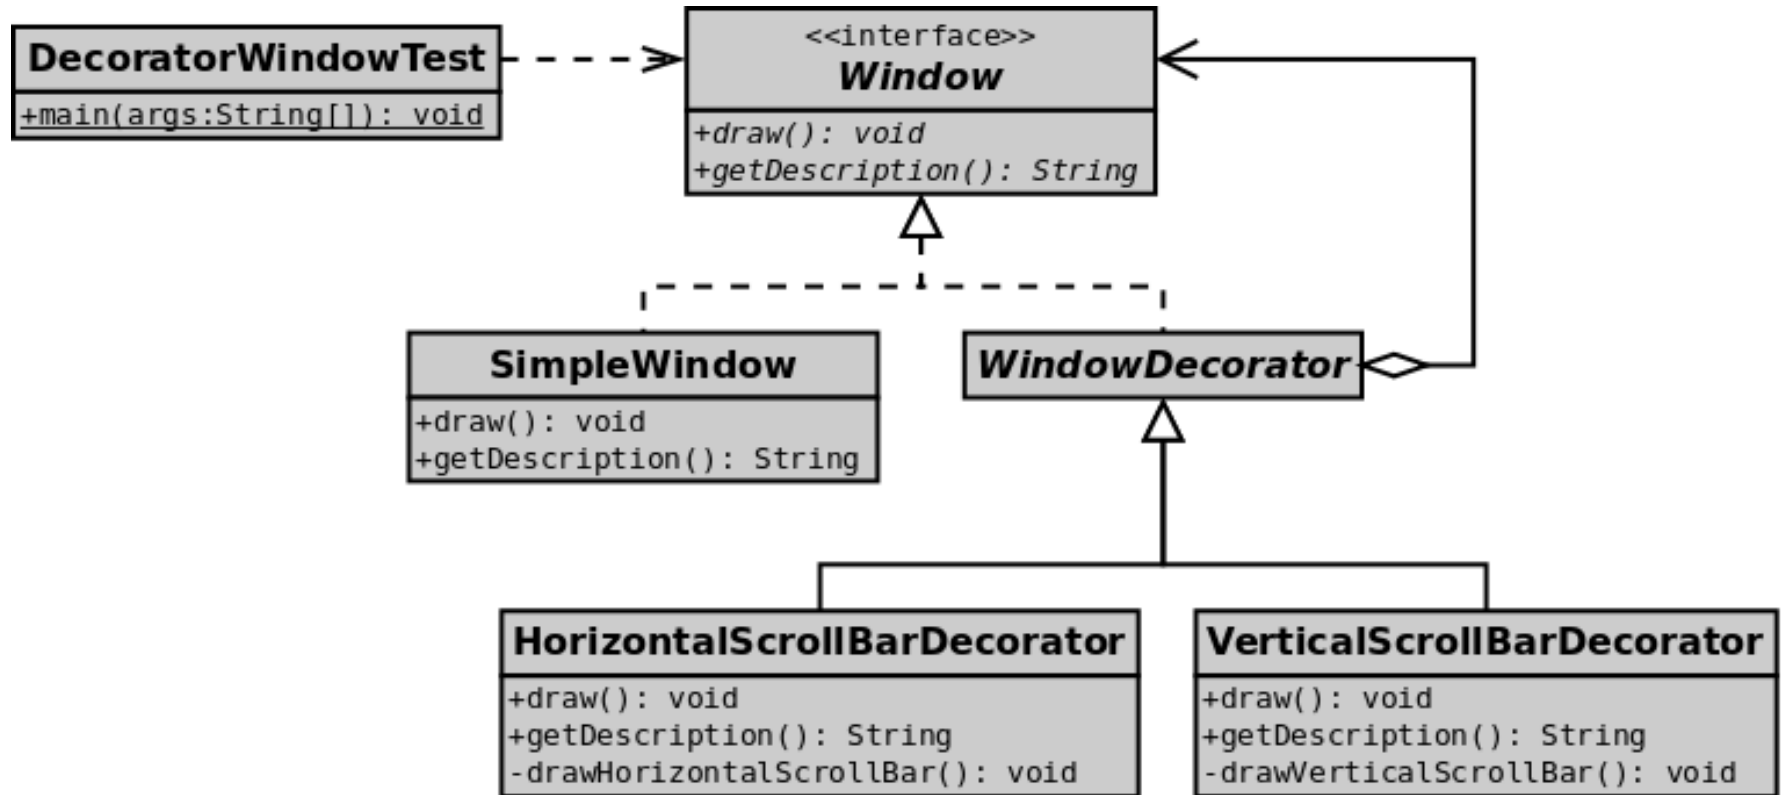 DecoratorWindowTest
+main(args:String[]): void
<<interface>>
Window
+draw(): void
+getDescription(): String
SimpleWindow
+draw(): void
+getDescription(): String
WindowDecorator
HorizontalScrollBarDecorator
+draw(): void
+getDescription(): String
-drawHorizontalScrollBar(): void
VerticalScrollBarDecorator
+draw(): void
+getDescription(): String
-drawVerticalScrollBar(): void